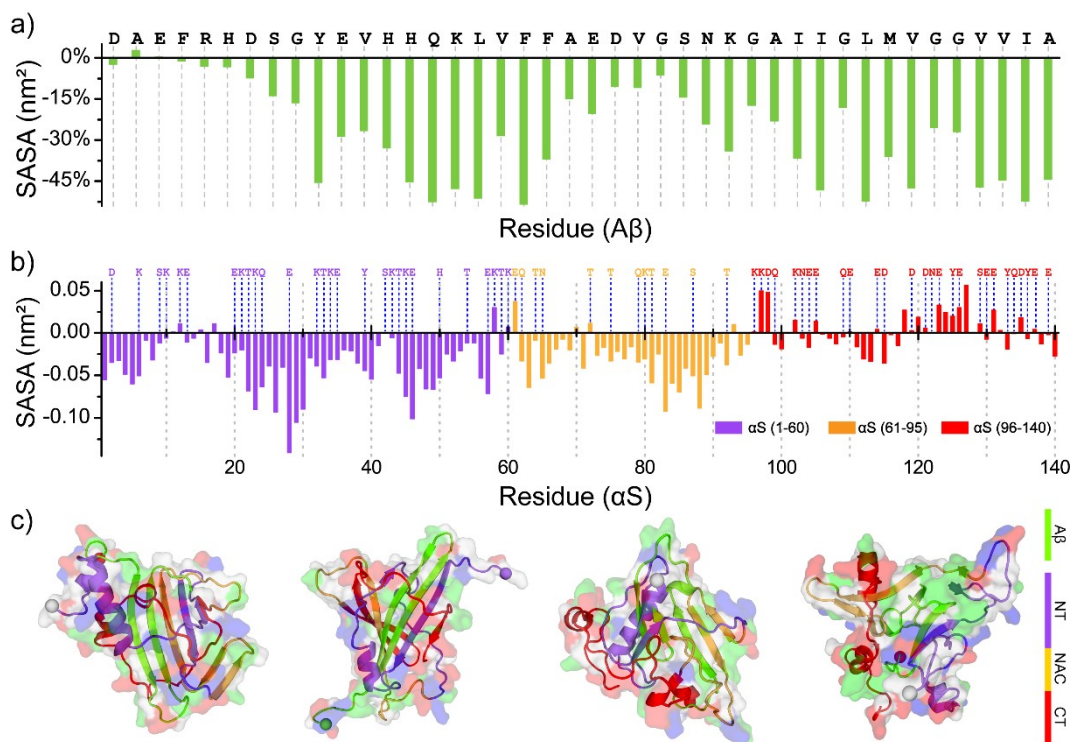 a)
D A E F R H D S G Y E V H H Q K L V F F A E D V G S N K G A I I G L M V G G V V I A
0%
-15%
-30%
-45%
SASA (nm²)
Residue (Aβ)
b)
D K SK KE EKTKQ E KTKE Y SKTKE H T EKTKEQ TN T T QKT E S T KKDQ KNEE QE ED D DNE YE SEE YQDYE E
0.05
0.00
-0.05
-0.10
SASA (nm²)
αS (1-60) αS (61-95) αS (96-140)
20 40 60 80 100 120 140
Residue (αS)
c)
Aβ
NT
NAC
CT